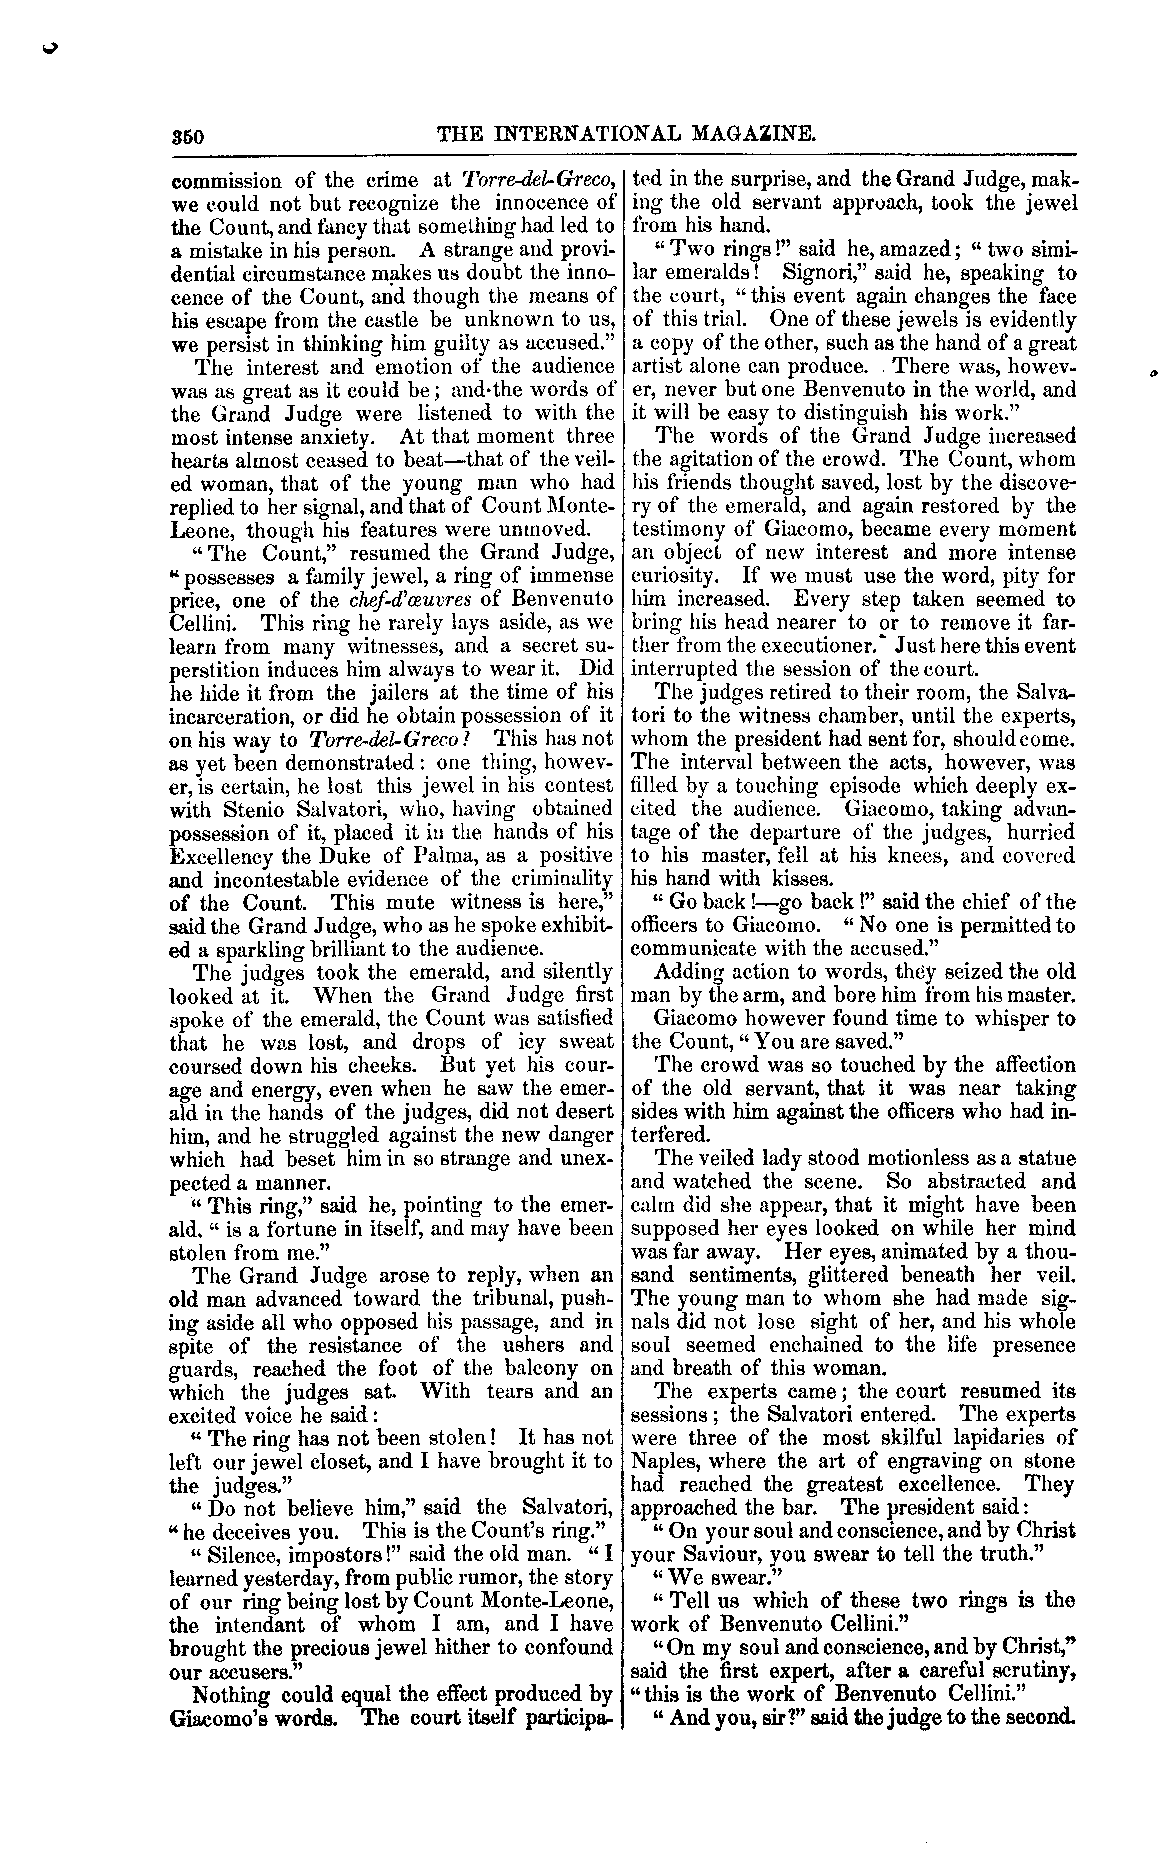 350
THE INTERNATIONAL MAGAZINE.
commission of the crime at Torre-del-Greco,
we could not but recognize the innocence of
the Count, and fancy that something had led to
a mistake in his person. A strange and provi-
dential circumstance makes us doubt the inno-
cence of the Count, and though the means of
his escape from the castle be unknown to us,
we persist in thinking him guilty as accused.”
The interest and emotion of the audience
was as great as it could be; and the words of
the Grand Judge were listened to with the
most intense anxiety. At that moment three
hearts almost ceased to beat—that of the veil-
ed woman, that of the young man who had
replied to her signal, and that of Count Monte-
Leone, though his features were unmoved.
“The Count,” resumed the Grand Judge,
“possesses a family jewel, a ring of immense
price, one of the chef-d'œuvres of Benvenuto
Cellini. This ring he rarely lays aside, as we
learn from many witnesses, and a secret su-
perstition induces him always to wear it. Did
he hide it from the jailers at the time of his
incarceration, or did he obtain possession of it
on his way to Torre-del-Greco? This has not
as yet been demonstrated: one thing, howev-
er, is certain, he lost this jewel in his contest
with Stenio Salvatori, who, having obtained
possession of it, placed it in the hands of his
Excellency the Duke of Palma, as a positive
and incontestable evidence of the criminality
of the Count. This mute witness is here,”
said the Grand Judge, who as he spoke exhibit-
ed a sparkling brilliant to the audience.
The judges took the emerald, and silently
looked at it. When the Grand Judge first
spoke of the emerald, the Count was satisfied
that he was lost, and drops of icy sweat
coursed down his cheeks. But yet his cour-
age and energy, even when he saw the emer-
ald in the hands of the judges, did not desert
him, and he struggled against the new danger
which had beset him in so strange and unex-
pected a manner.
“This ring,” said he, pointing to the emer-
ald. “is a fortune in itself, and may have been
stolen from me.”
The Grand Judge arose to reply, when an
old man advanced toward the tribunal, push-
ing aside all who opposed his passage, and in
spite of the resistance of the ushers and
guards, reached the foot of the balcony on
which the judges sat. With tears and an
excited voice he said:
“The ring has not been stolen! It has not
left our jewel closet, and I have brought it to
the judges.”
“Do not believe him,” said the Salvatori,
“he deceives you. This is the Count's ring.”
“Silence, impostors!” said the old man. “I
learned yesterday, from public rumor, the story
of our ring being lost by Count Monte-Leone,
the intendant of whom I am, and I have
brought the precious jewel hither to confound
our accusers.”
Nothing could equal the effect produced by
Giacomo's words. The court itself participa-
ted in the surprise, and the Grand Judge, mak-
ing the old servant approach, took the jewel
from his hand.
“Two rings!” said he, amazed; “two simi-
lar emeralds! Signori,” said he, speaking to
the court, “this event again changes the face
of this trial. One of these jewels is evidently
a copy of the other, such as the hand of a great
artist alone can produce. There was, howev-
er, never but one Benvenuto in the world, and
it will be easy to distinguish his work.”
The words of the Grand Judge increased
the agitation of the crowd. The Count, whom
his friends thought saved, lost by the discove-
ry of the emerald, and again restored by the
testimony of Giacomo, became every moment
an object of new interest and more intense
curiosity. If we must use the word, pity for
him increased. Every step taken seemed to
bring his head nearer to or to remove it far-
ther from the executioner. Just here this event
interrupted the session of the court.
The judges retired to their room, the Salva-
tori to the witness chamber, until the experts,
whom the president had sent for, should come.
The interval between the acts, however, was
filled by a touching episode which deeply ex-
cited the audience. Giacomo, taking advan-
tage of the departure of the judges, hurried
to his master, fell at his knees, and covered
his hand with kisses.
“Go back!—go back!” said the chief of the
officers to Giacomo. “No one is permitted to
communicate with the accused.”
Adding action to words, they seized the old
man by the arm, and bore him from his master.
Giacomo however found time to whisper to
the Count, “You are saved.”
The crowd was so touched by the affection
of the old servant, that it was near taking
sides with him against the officers who had in-
terfered.
The veiled lady stood motionless as a statue
and watched the scene. So abstracted and
calm did she appear, that it might have been
supposed her eyes looked on while her mind
was far away. Her eyes, animated by a thou-
sand sentiments, glittered beneath her veil.
The young man to whom she had made sig-
nals did not lose sight of her, and his whole
soul seemed enchained to the life presence
and breath of this woman.
The experts came; the court resumed its
sessions; the Salvatori entered. The experts
were three of the most skilful lapidaries of
Naples, where the art of engraving on stone
had reached the greatest excellence. They
approached the bar. The president said:
“On your soul and conscience, and by Christ
your Saviour, you swear to tell the truth.”
“We swear.”
“Tell us which of these two rings is the
work of Benvenuto Cellini.”
“On my soul and conscience, and by Christ,”
said the first expert, after a careful scrutiny,
“this is the work of Benvenuto Cellini.”
“And you, sir?” said the judge to the second.